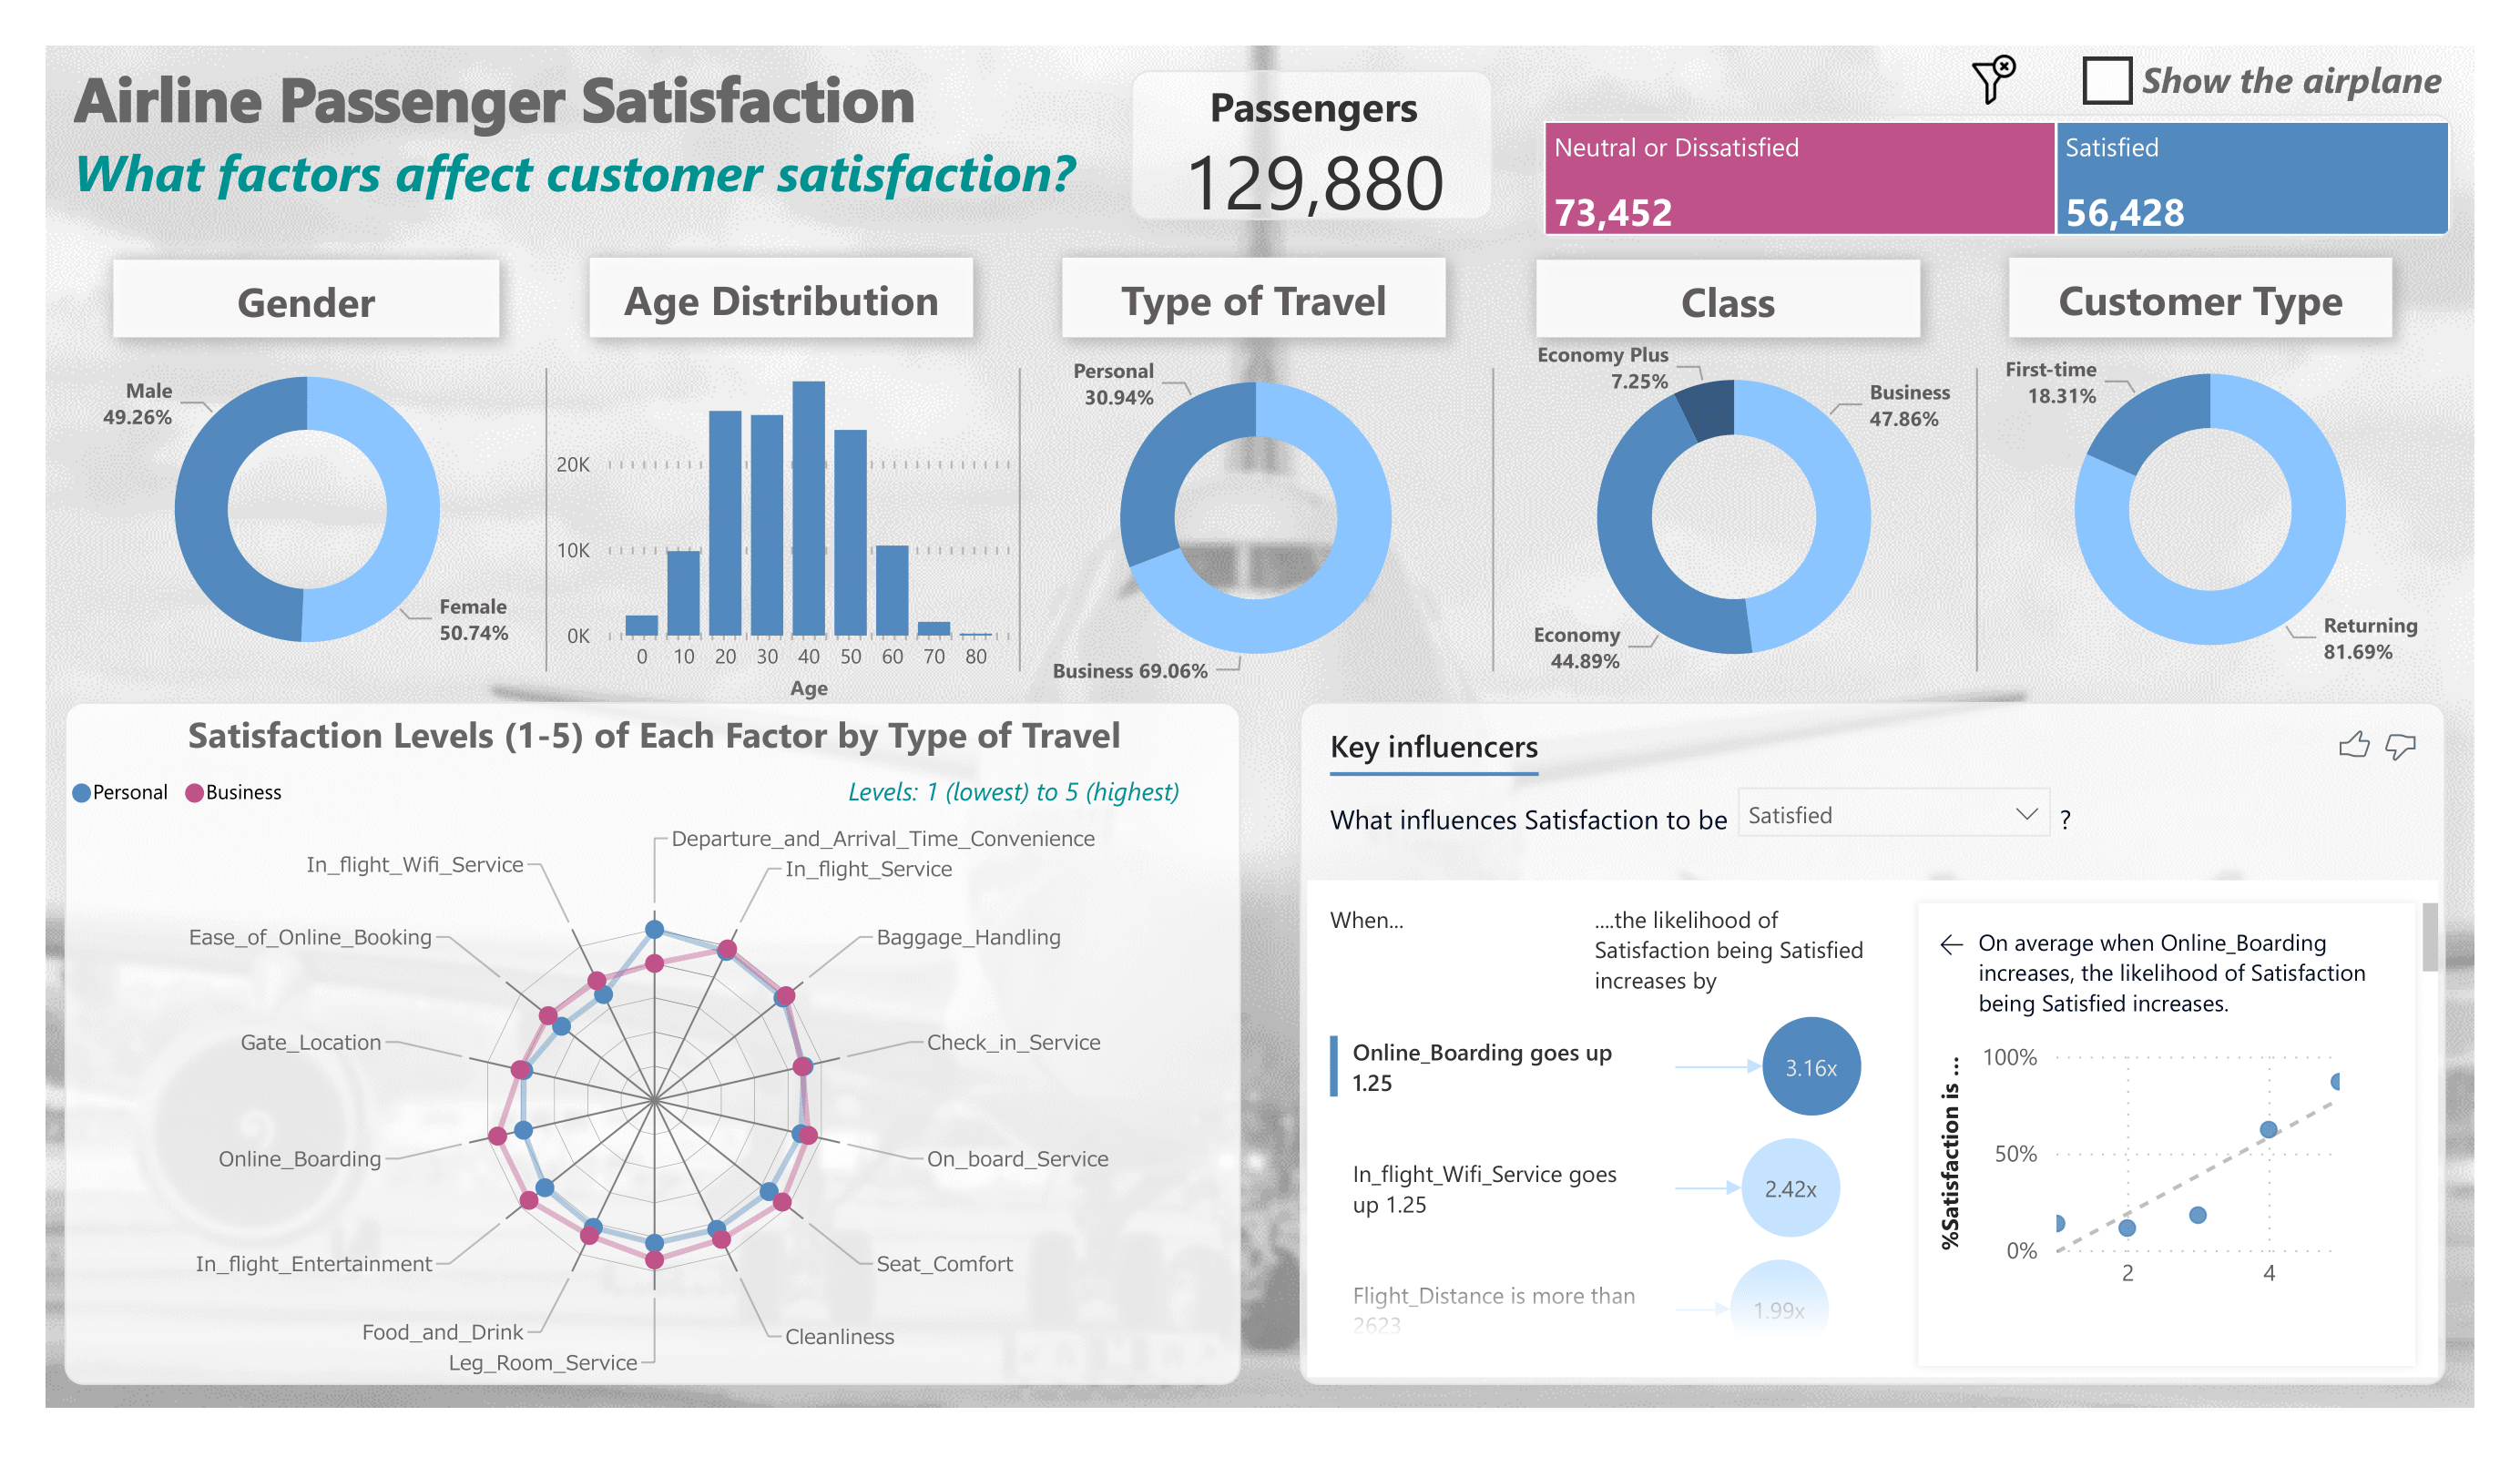 Airline Passenger Satisfaction
What factors affect customer satisfaction?
Passengers
129,880
Show the airplane
Neutral or Dissatisfied
73,452
Satisfied
56,428
Gender
Male
49.26%
Female
50.74%
Age Distribution
20K
10K
0K
0 10 20 30 40 50 60 70 80
Age
Type of Travel
Personal
30.94%
Business 69.06%
Class
Economy Plus
7.25%
Business
47.86%
Economy
44.89%
Customer Type
First-time
18.31%
Returning
81.69%
Satisfaction Levels (1-5) of Each Factor by Type of Travel
Personal Business
Levels: 1 (lowest) to 5 (highest)
Departure_and_Arrival_Time_Convenience
In_flight_Service
Baggage_Handling
Check_in_Service
On_board_Service
Seat_Comfort
Cleanliness
Leg_Room_Service
Food_and_Drink
In_flight_Entertainment
Online_Boarding
Gate_Location
Ease_of_Online_Booking
In_flight_Wifi_Service
Key influencers
What influences Satisfaction to be Satisfied ?
When...
....the likelihood of
Satisfaction being Satisfied
increases by
Online_Boarding goes up
1.25
3.16x
In_flight_Wifi_Service goes
up 1.25
2.42x
Flight_Distance is more than
2623
1.99x
On average when Online_Boarding
increases, the likelihood of Satisfaction
being Satisfied increases.
%Satisfaction is ...
100%
50%
0%
2 4